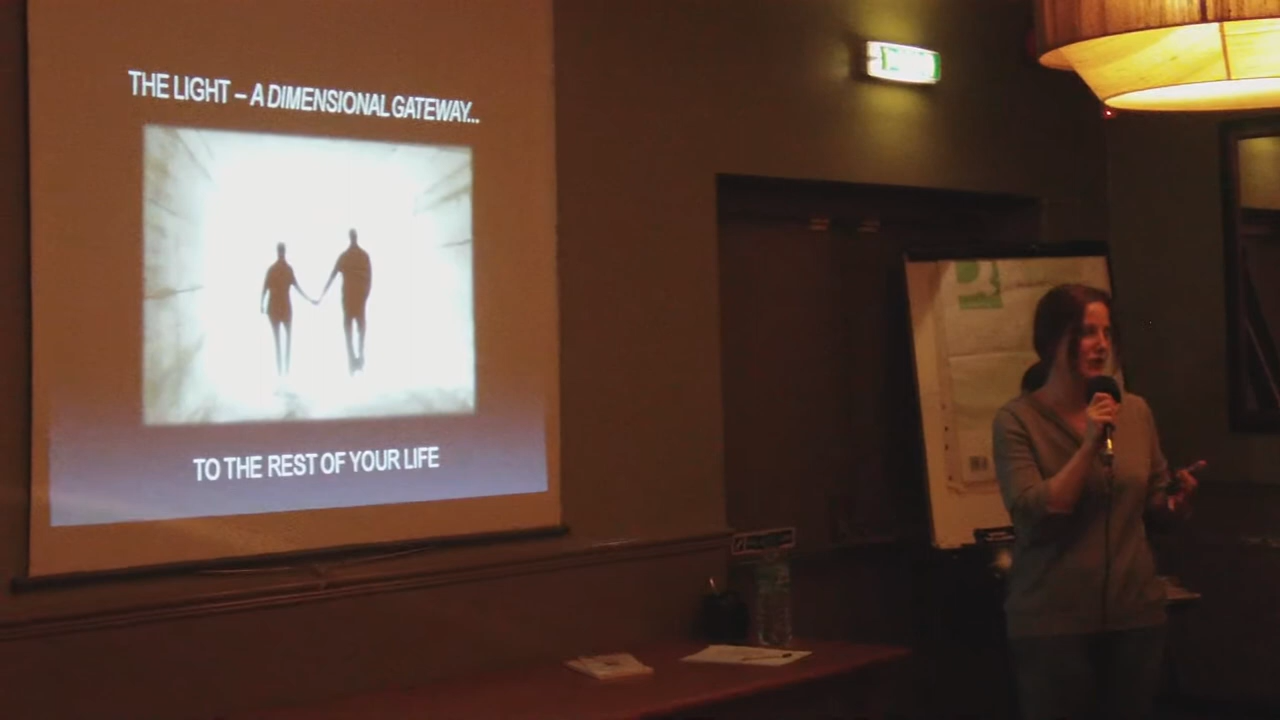 THE LIGHT – A DIMENSIONAL GATEWAY...
TO THE REST OF YOUR LIFE